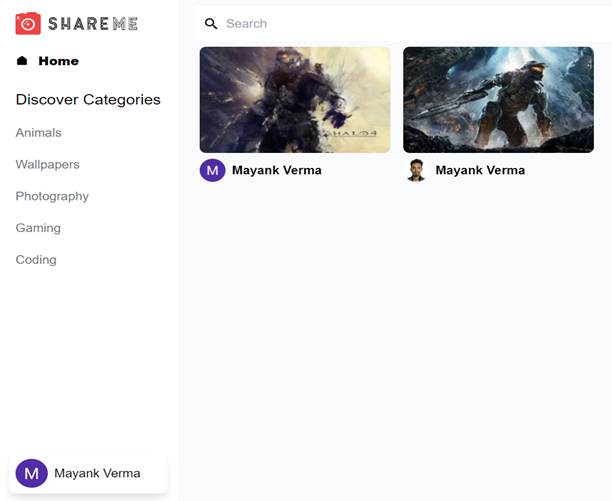 SHAREME
Home
Discover Categories
Animals
Wallpapers
Photography
Gaming
Coding
M Mayank Verma
Search
HALO4
M Mayank Verma
Mayank Verma